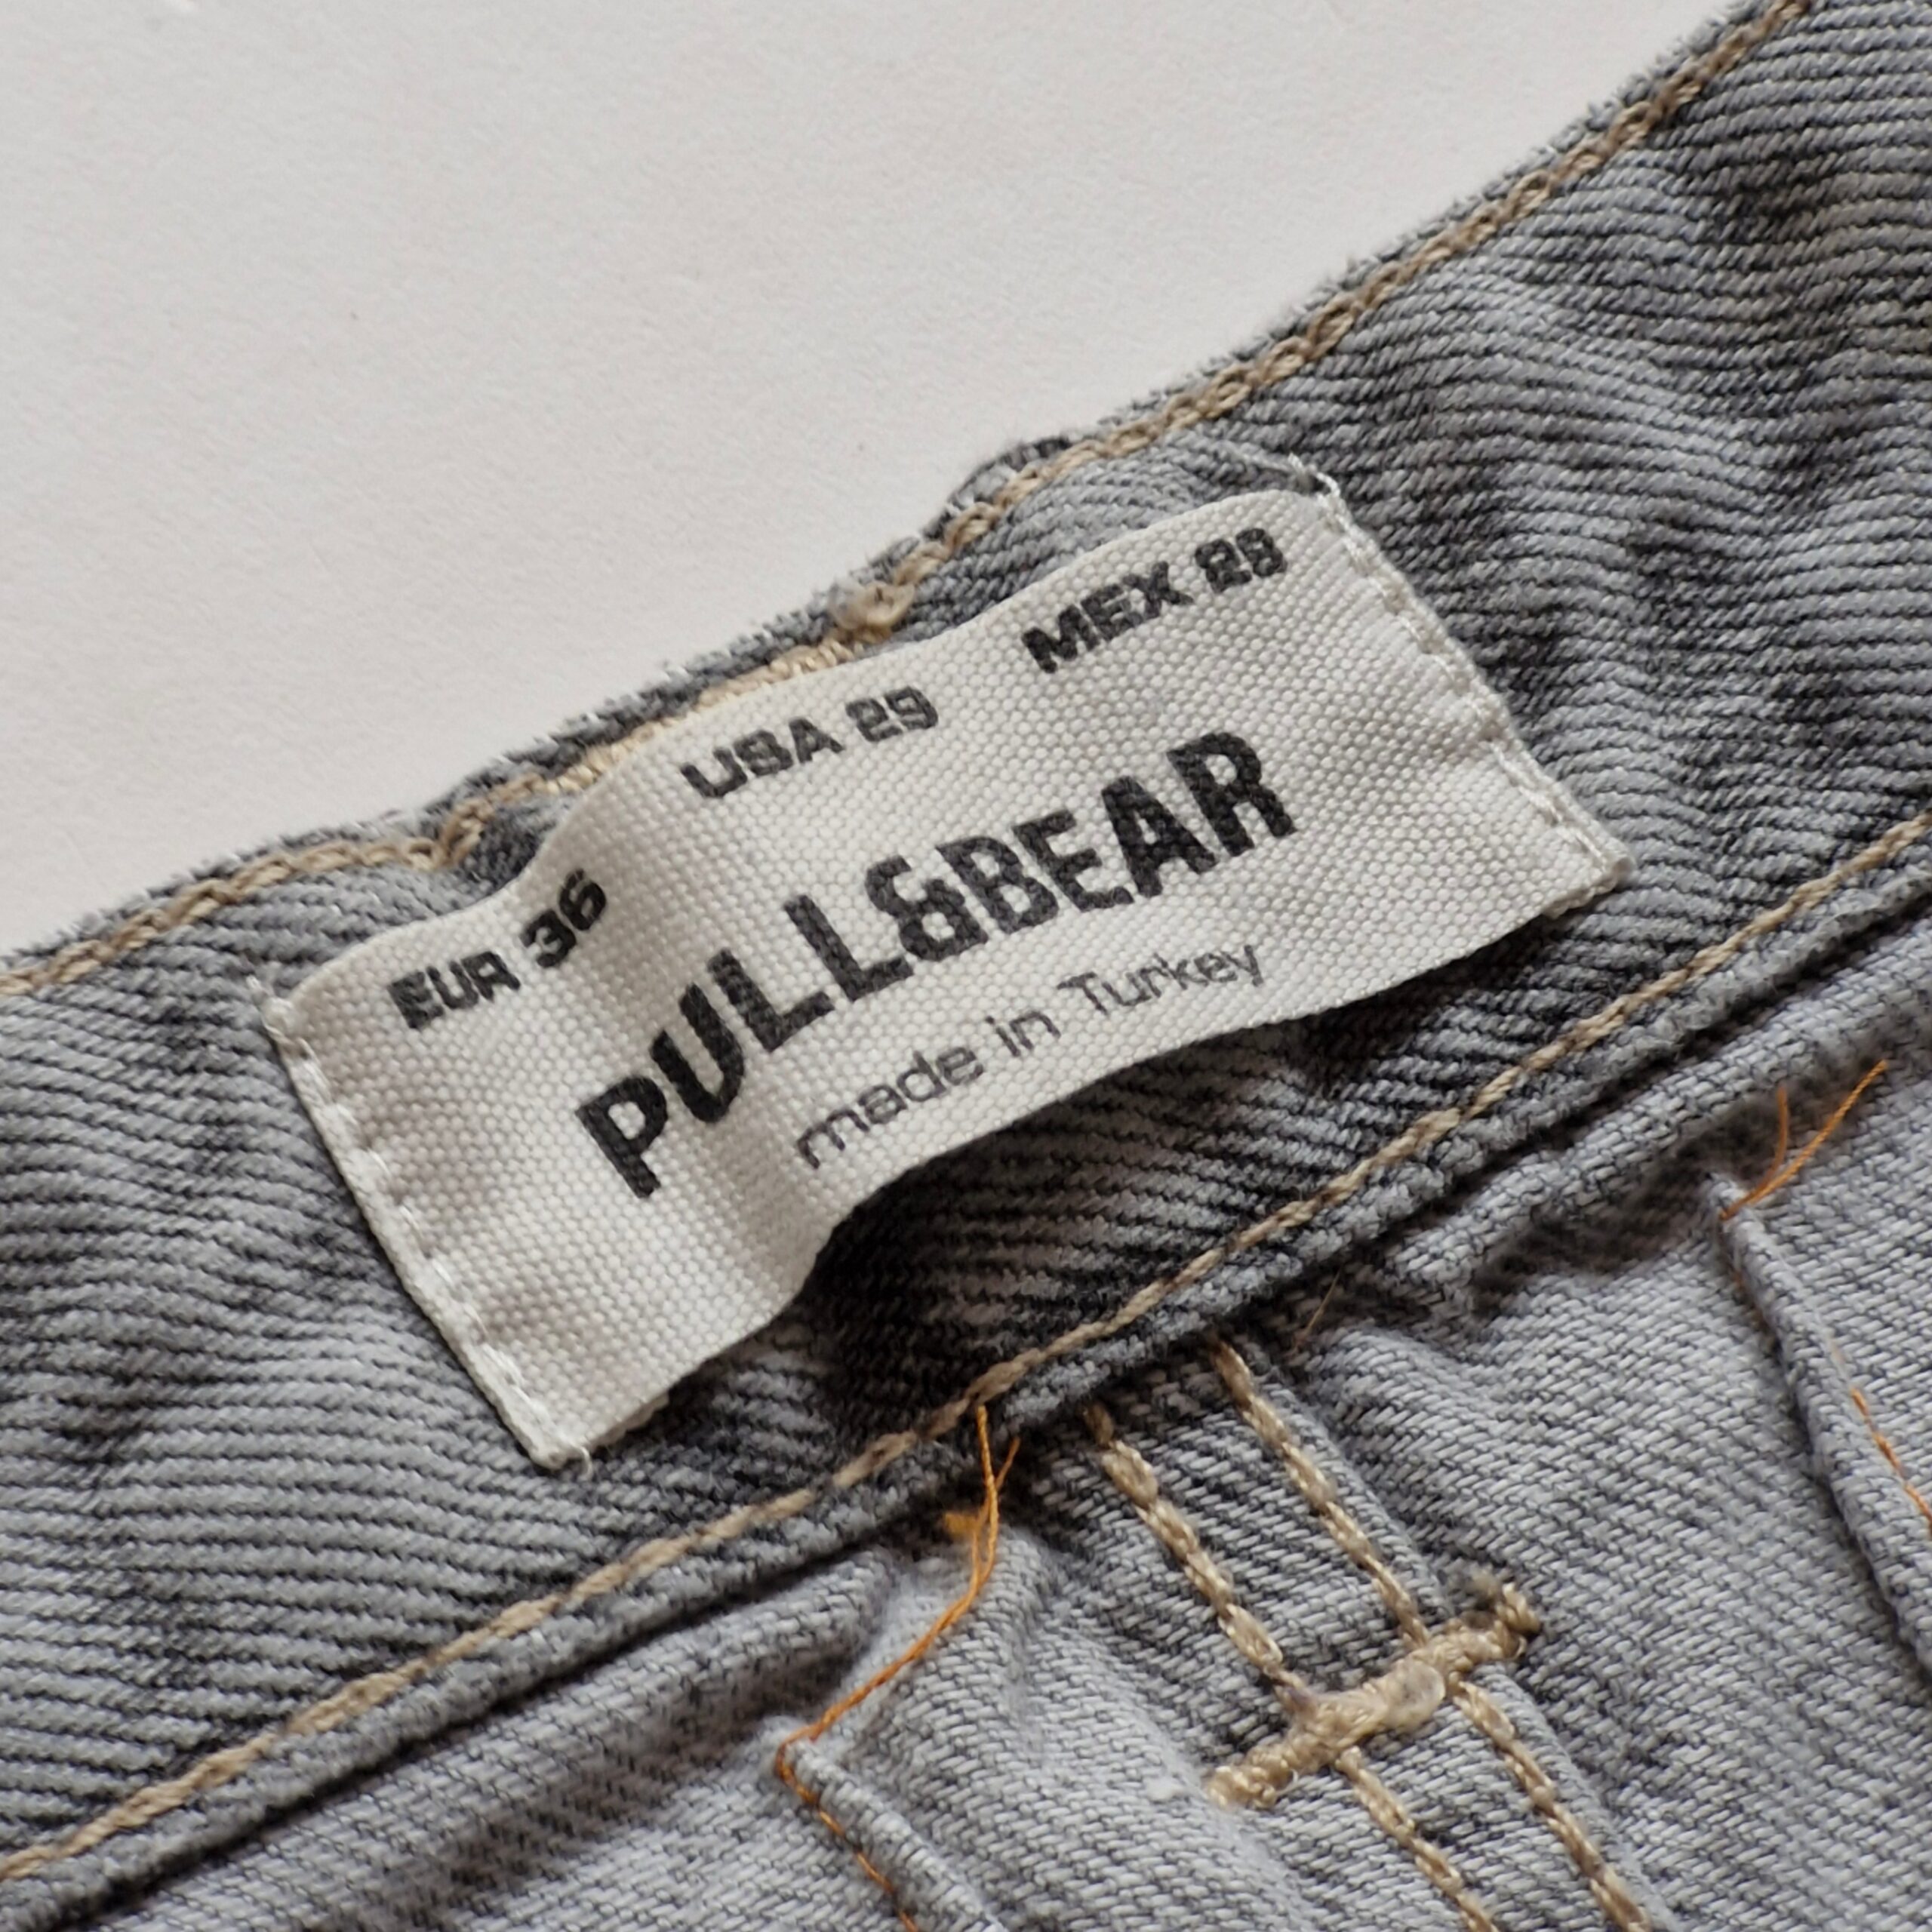 EUR 36 USA 29 MEX 28
PULL&BEAR
made in Turkey